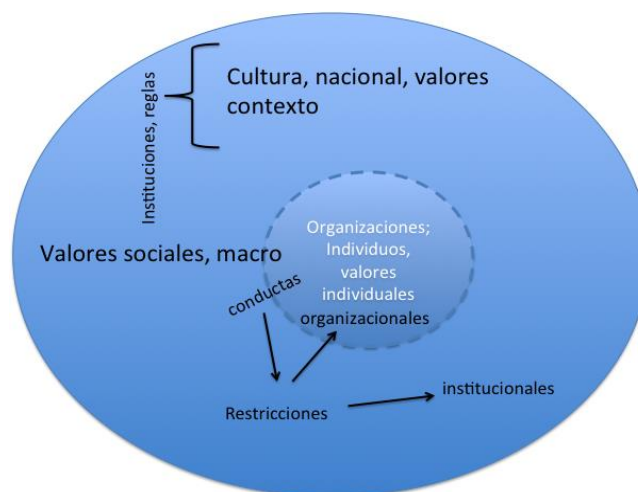 Instituciones, reglas
Cultura, nacional, valores
contexto
Valores sociales, macro
Organizaciones;
Individuos,
valores
individuales
organizacionales
conductas
Restricciones
institucionales